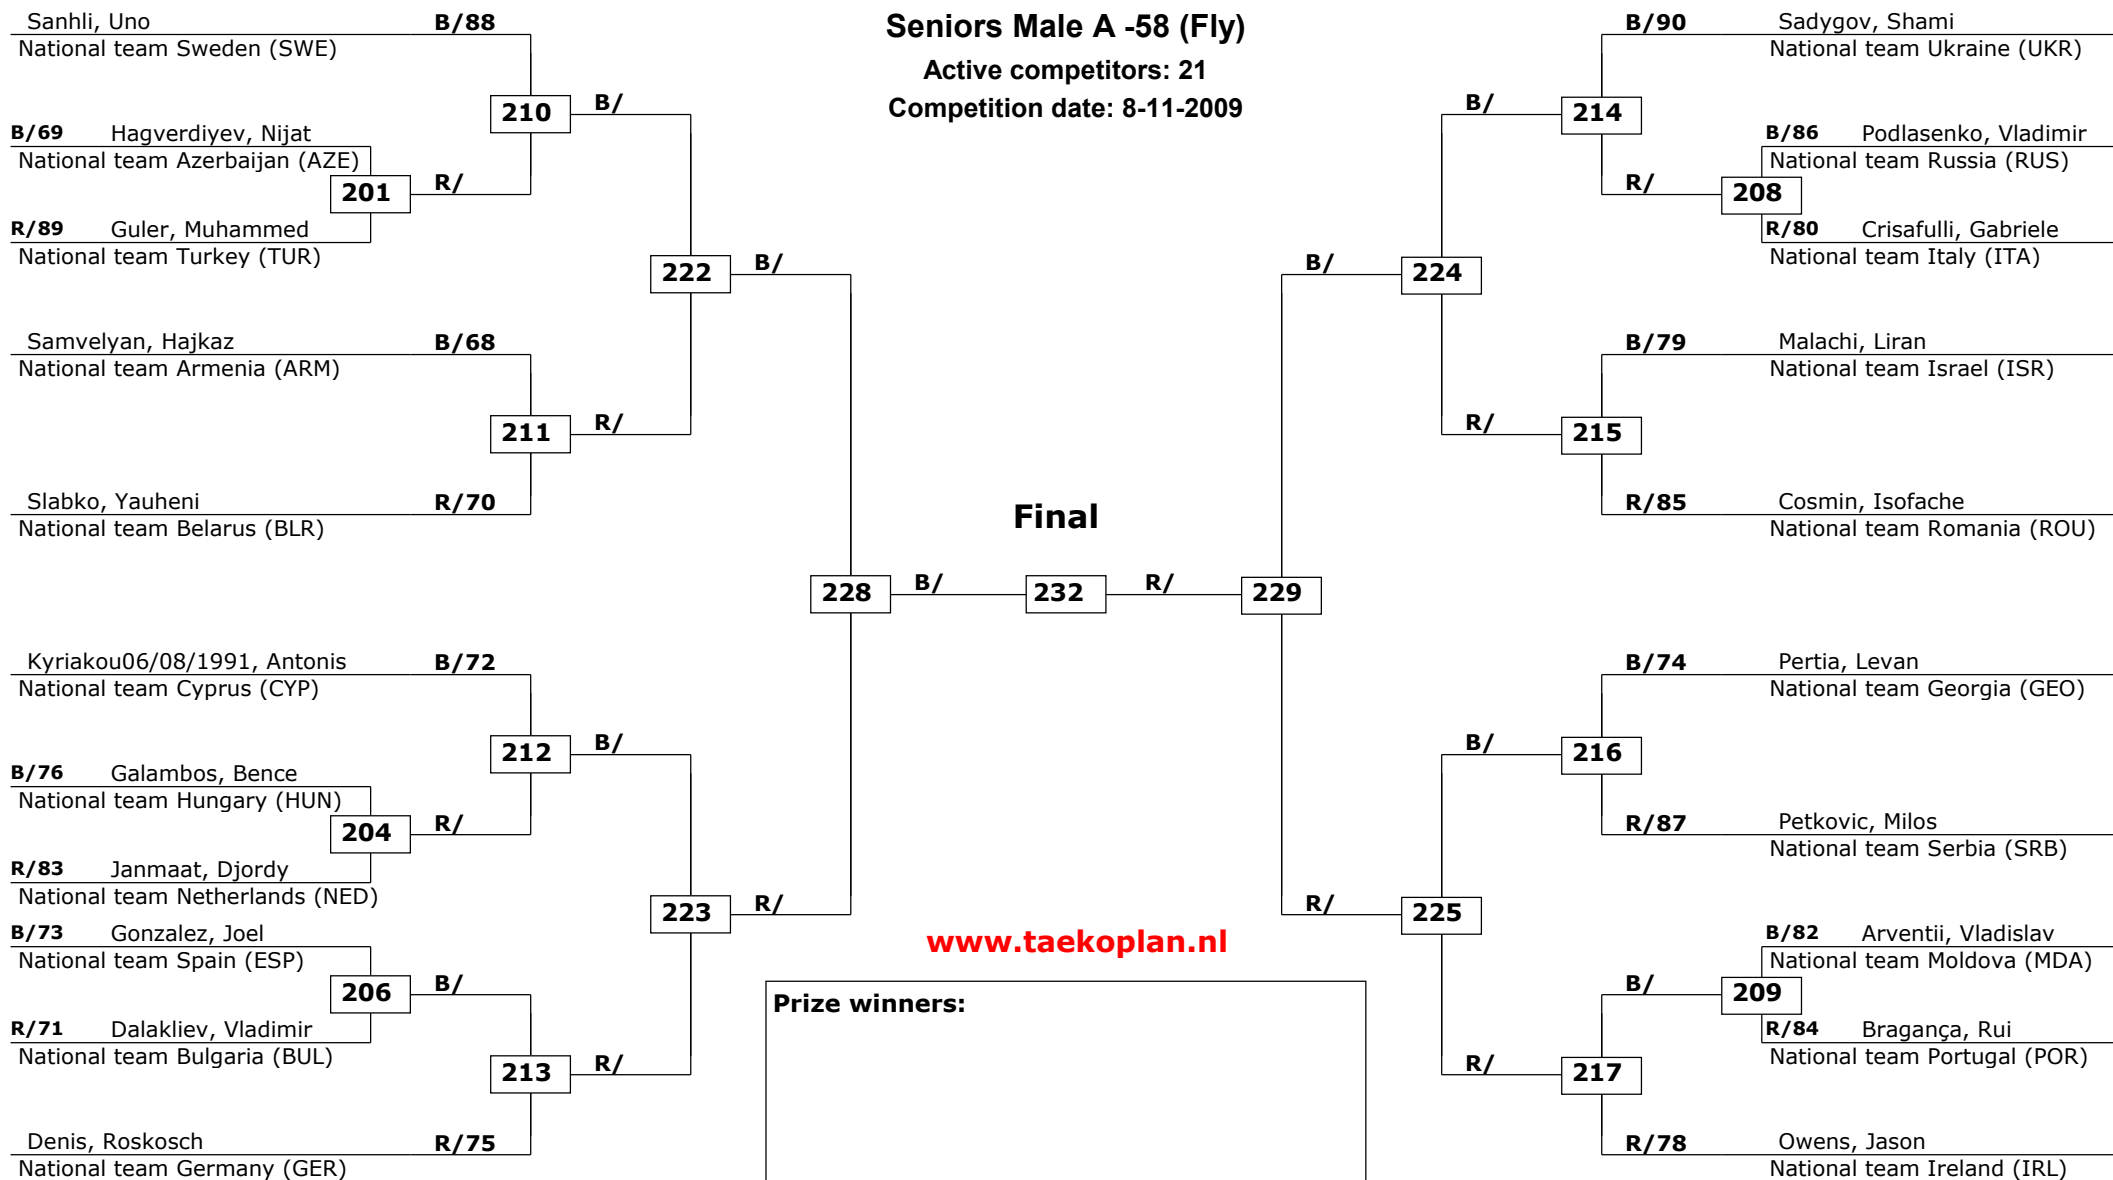 Seniors Male A -58 (Fly)
Active competitors: 21
Competition date: 8-11-2009
Sanhli, Uno B/88
National team Sweden (SWE)
210 B/
B/69 Hagverdiyev, Nijat
National team Azerbaijan (AZE)
201 R/
R/89 Guler, Muhammed
National team Turkey (TUR)
222 B/
Samvelyan, Hajkaz B/68
National team Armenia (ARM)
211 R/
Slabko, Yauheni R/70
National team Belarus (BLR)
Kyriakou06/08/1991, Antonis B/72
National team Cyprus (CYP)
212 B/
B/76 Galambos, Bence
National team Hungary (HUN)
204 R/
R/83 Janmaat, Djordy
National team Netherlands (NED)
223 R/
B/73 Gonzalez, Joel
National team Spain (ESP)
206 B/
R/71 Dalakliev, Vladimir
National team Bulgaria (BUL)
213 R/
Denis, Roskosch R/75
National team Germany (GER)
Final
228 B/ 232 R/ 229
B/90 Sadygov, Shami
National team Ukraine (UKR)
B/ 214
B/86 Podlasenko, Vladimir
National team Russia (RUS)
R/ 208
R/80 Crisafulli, Gabriele
National team Italy (ITA)
B/ 224
B/79 Malachi, Liran
National team Israel (ISR)
R/ 215
R/85 Cosmin, Isofache
National team Romania (ROU)
B/74 Pertia, Levan
National team Georgia (GEO)
B/ 216
R/87 Petkovic, Milos
National team Serbia (SRB)
R/ 225
B/82 Arventii, Vladislav
National team Moldova (MDA)
B/ 209
R/84 Bragança, Rui
National team Portugal (POR)
R/ 217
R/78 Owens, Jason
National team Ireland (IRL)
www.taekoplan.nl
Prize winners: